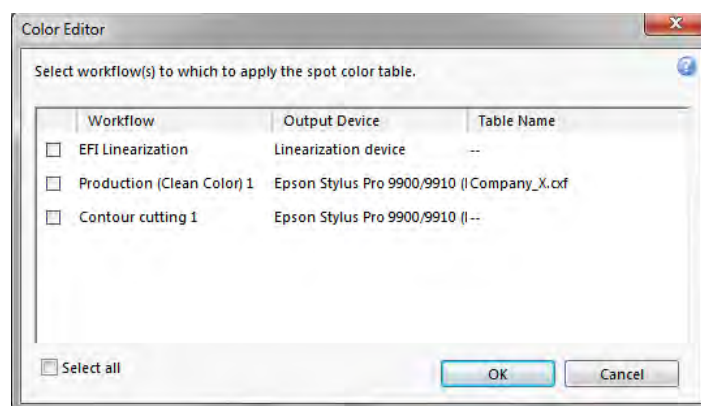 Color Editor
Select workflow(s) to which to apply the spot color table.
Workflow Output Device Table Name
EFI Linearization Linearization device --
Production (Clean Color) 1 Epson Stylus Pro 9900/9910 (I Company_X.cxf
Contour cutting 1 Epson Stylus Pro 9900/9910 (I --
Select all OK Cancel